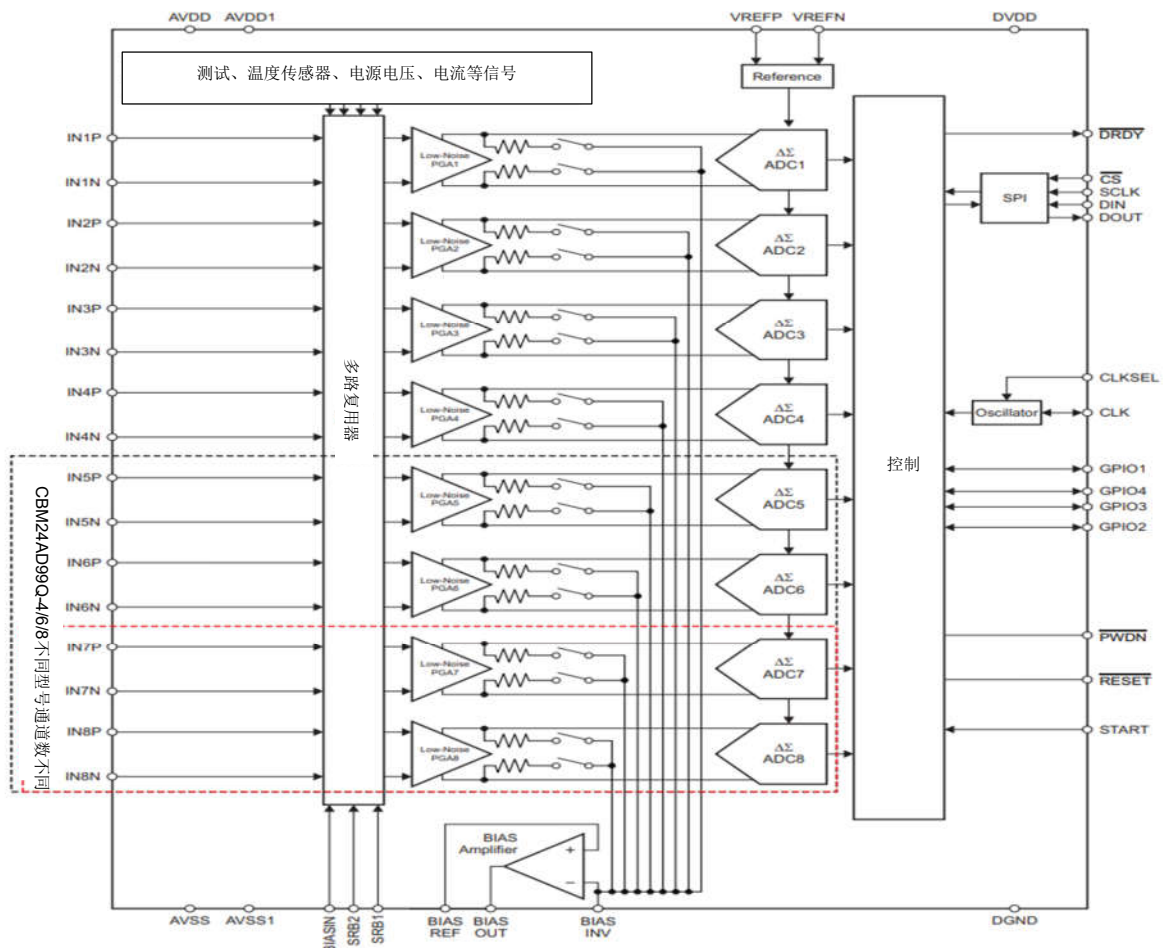 AVDD AVDD1 VREFP VREFN DVDD
测试、温度传感器、电源电压、电流等信号
Reference
IN1P
IN1N
IN2P
IN2N
IN3P
IN3N
IN4P
IN4N
IN5P
IN5N
IN6P
IN6N
IN7P
IN7N
IN8P
IN8N
CBM24AD99Q-4/6/8不同型号通道数不同
多路复用器
Low-Noise
PGA1
Low-Noise
PGA2
Low-Noise
PGA3
Low-Noise
PGA4
Low-Noise
PGA5
Low-Noise
PGA6
Low-Noise
PGA7
Low-Noise
PGA8
ΔΣ
ADC1
ΔΣ
ADC2
ΔΣ
ADC3
ΔΣ
ADC4
ΔΣ
ADC5
ΔΣ
ADC6
ΔΣ
ADC7
ΔΣ
ADC8
控制
SPI
Oscillator
DRDY
CS
SCLK
DIN
DOUT
CLKSEL
CLK
GPIO1
GPIO4
GPIO3
GPIO2
PWDN
RESET
START
BIAS
Amplifier
+
−
AVSS AVSS1
BIASIN
SRB2
SRB1
BIAS
REF
BIAS
OUT
BIAS
INV
DGND